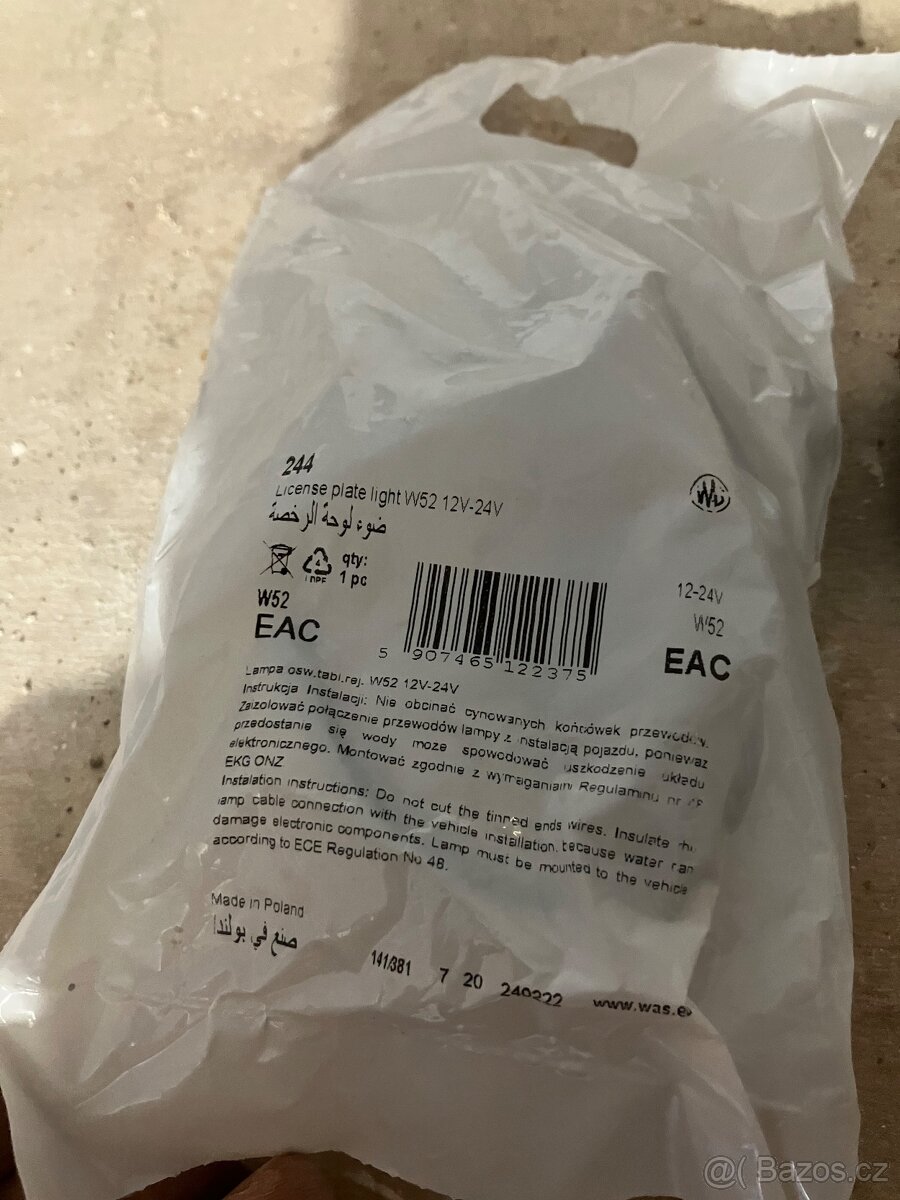 244
License plate light W52 12V-24V
ضوء لوحة الرخصة
qty:
1 pc
LDPE
W52
EAC
5 907465 122375
12-24V
W52
EAC
Lampa osw.tabl.rej. W52 12V-24V
Instrukcja Instalacji: Nie obcinać cynowanych końcówek przewodów.
Zaizolować połączenie przewodów lampy z instalacją pojazdu, ponieważ
przedostanie się wody może spowodować uszkodzenie układu
elektronicznego. Montować zgodnie z wymaganiami Regulaminu nr 48
EKG ONZ
Instalation instructions: Do not cut the tinned ends wires. Insulate the
lamp cable connection with the vehicle installation, because water can
damage electronic components. Lamp must be mounted to the vehicle
according to ECE Regulation No 48.
Made in Poland
صنع في بولندا
141/381 7 20 www.was.e
@( Bazos.cz